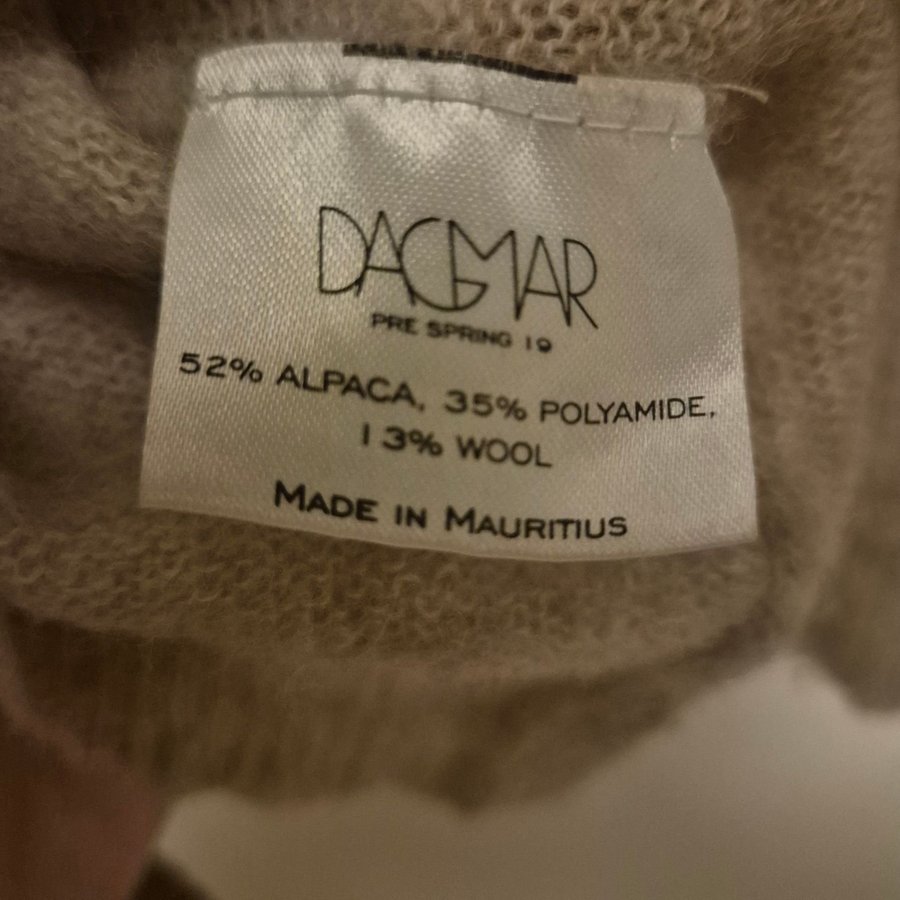 DAGMAR
PRE SPRING 19
52% ALPACA, 35% POLYAMIDE,
13% WOOL
MADE IN MAURITIUS